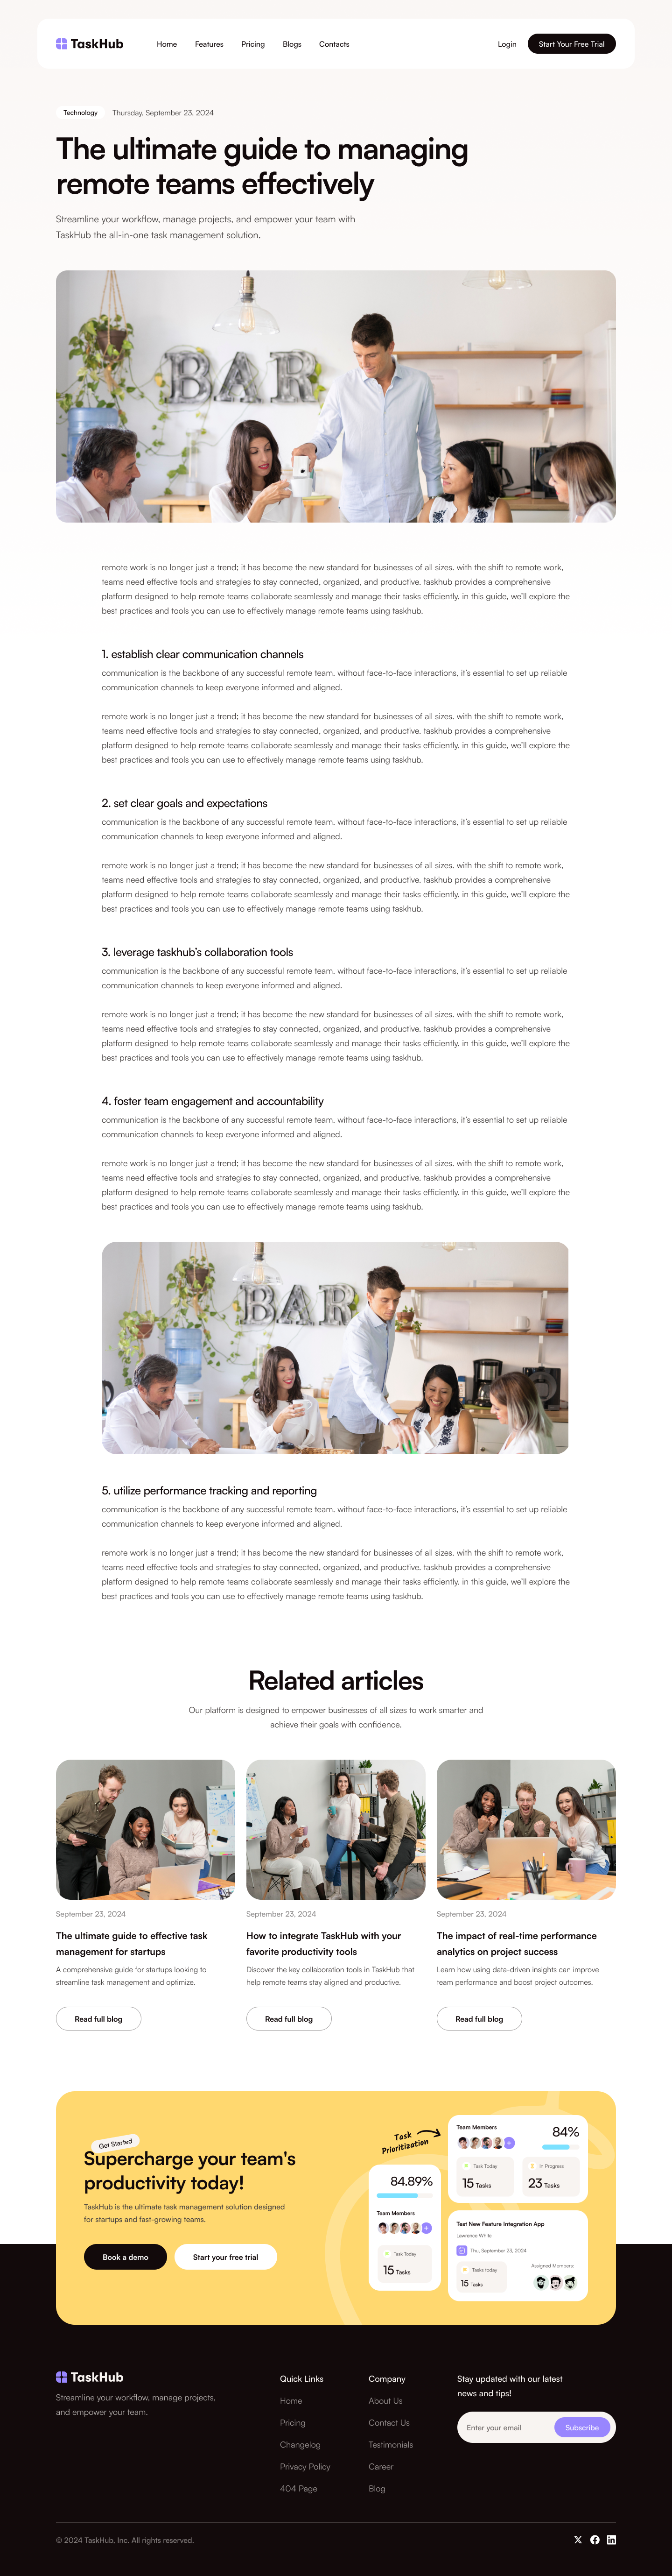 TaskHub
Home Features Pricing Blogs Contacts
Login Start Your Free Trial
Technology Thursday, September 23, 2024
The ultimate guide to managing
remote teams effectively
Streamline your workflow, manage projects, and empower your team with
TaskHub the all-in-one task management solution.
BAR
remote work is no longer just a trend; it has become the new standard for businesses of all sizes. with the shift to remote work,
teams need effective tools and strategies to stay connected, organized, and productive. taskhub provides a comprehensive
platform designed to help remote teams collaborate seamlessly and manage their tasks efficiently. in this guide, we'll explore the
best practices and tools you can use to effectively manage remote teams using taskhub.
1. establish clear communication channels
communication is the backbone of any successful remote team. without face-to-face interactions, it's essential to set up reliable
communication channels to keep everyone informed and aligned.
remote work is no longer just a trend; it has become the new standard for businesses of all sizes. with the shift to remote work,
teams need effective tools and strategies to stay connected, organized, and productive. taskhub provides a comprehensive
platform designed to help remote teams collaborate seamlessly and manage their tasks efficiently. in this guide, we'll explore the
best practices and tools you can use to effectively manage remote teams using taskhub.
2. set clear goals and expectations
communication is the backbone of any successful remote team. without face-to-face interactions, it's essential to set up reliable
communication channels to keep everyone informed and aligned.
remote work is no longer just a trend; it has become the new standard for businesses of all sizes. with the shift to remote work,
teams need effective tools and strategies to stay connected, organized, and productive. taskhub provides a comprehensive
platform designed to help remote teams collaborate seamlessly and manage their tasks efficiently. in this guide, we'll explore the
best practices and tools you can use to effectively manage remote teams using taskhub.
3. leverage taskhub's collaboration tools
communication is the backbone of any successful remote team. without face-to-face interactions, it's essential to set up reliable
communication channels to keep everyone informed and aligned.
remote work is no longer just a trend; it has become the new standard for businesses of all sizes. with the shift to remote work,
teams need effective tools and strategies to stay connected, organized, and productive. taskhub provides a comprehensive
platform designed to help remote teams collaborate seamlessly and manage their tasks efficiently. in this guide, we'll explore the
best practices and tools you can use to effectively manage remote teams using taskhub.
4. foster team engagement and accountability
communication is the backbone of any successful remote team. without face-to-face interactions, it's essential to set up reliable
communication channels to keep everyone informed and aligned.
remote work is no longer just a trend; it has become the new standard for businesses of all sizes. with the shift to remote work,
teams need effective tools and strategies to stay connected, organized, and productive. taskhub provides a comprehensive
platform designed to help remote teams collaborate seamlessly and manage their tasks efficiently. in this guide, we'll explore the
best practices and tools you can use to effectively manage remote teams using taskhub.
BAR
5. utilize performance tracking and reporting
communication is the backbone of any successful remote team. without face-to-face interactions, it's essential to set up reliable
communication channels to keep everyone informed and aligned.
remote work is no longer just a trend; it has become the new standard for businesses of all sizes. with the shift to remote work,
teams need effective tools and strategies to stay connected, organized, and productive. taskhub provides a comprehensive
platform designed to help remote teams collaborate seamlessly and manage their tasks efficiently. in this guide, we'll explore the
best practices and tools you can use to effectively manage remote teams using taskhub.
Related articles
Our platform is designed to empower businesses of all sizes to work smarter and
achieve their goals with confidence.
September 23, 2024
The ultimate guide to effective task
management for startups
A comprehensive guide for startups looking to
streamline task management and optimize.
Read full blog
September 23, 2024
How to integrate TaskHub with your
favorite productivity tools
Discover the key collaboration tools in TaskHub that
help remote teams stay aligned and productive.
Read full blog
September 23, 2024
The impact of real-time performance
analytics on project success
Learn how using data-driven insights can improve
team performance and boost project outcomes.
Read full blog
Get Started
Supercharge your team's
productivity today!
TaskHub is the ultimate task management solution designed
for startups and fast-growing teams.
Book a demo Start your free trial
Task
Prioritization
84.89%
Team Members
Task Today
15 Tasks
Team Members
84%
Task Today
15 Tasks
In-Progress
23 Tasks
Test New Feature Integration App
Lawrence White
Thu, September 23, 2024
Tasks today
15 Tasks
Assigned Members:
TaskHub
Streamline your workflow, manage projects,
and empower your team.
Quick Links
Home
Pricing
Changelog
Privacy Policy
404 Page
Company
About Us
Contact Us
Testimonials
Career
Blog
Stay updated with our latest
news and tips!
Enter your email Subscribe
© 2024 TaskHub, Inc. All rights reserved.